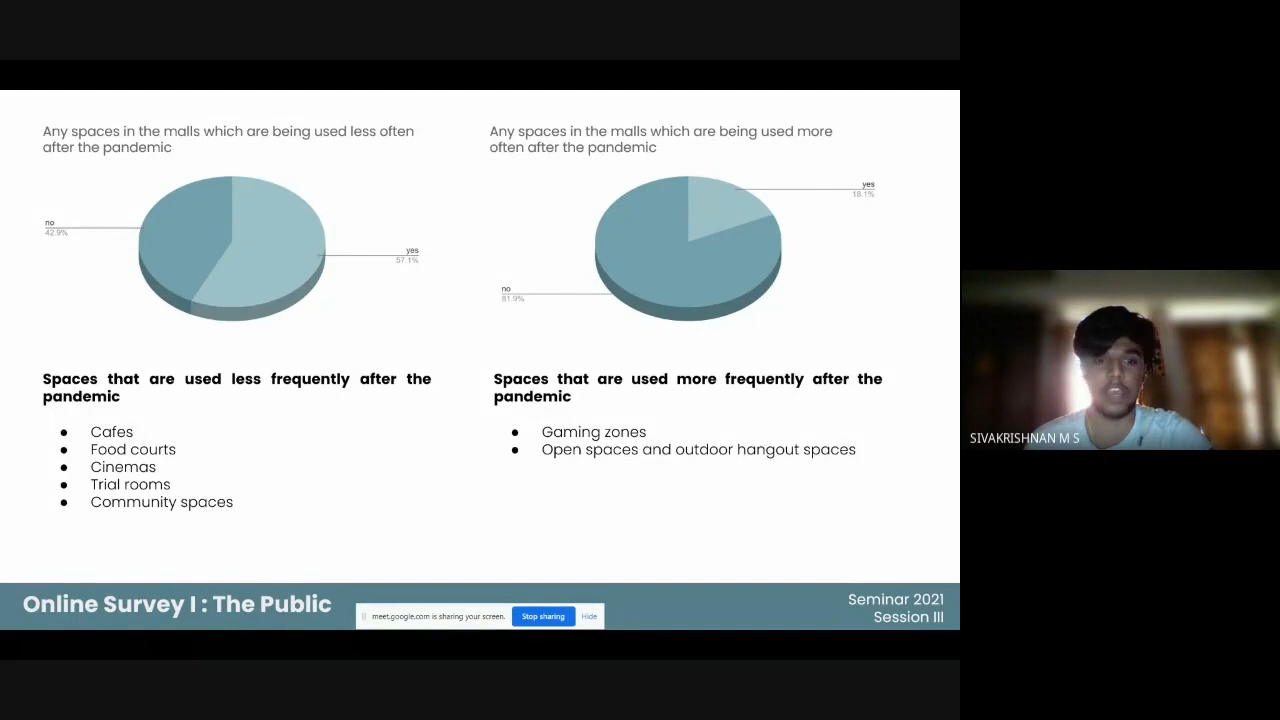 Any spaces in the malls which are being used less often
after the pandemic
no
42.9%
yes
57.1%
Any spaces in the malls which are being used more
often after the pandemic
yes
18.1%
no
81.9%
Spaces that are used less frequently after the
pandemic
● Cafes
● Food courts
● Cinemas
● Trial rooms
● Community spaces
Spaces that are used more frequently after the
pandemic
● Gaming zones
● Open spaces and outdoor hangout spaces
SIVAKRISHNAN M S
Online Survey I : The Public
meet.google.com is sharing your screen.
Stop sharing
Hide
Seminar 2021
Session III